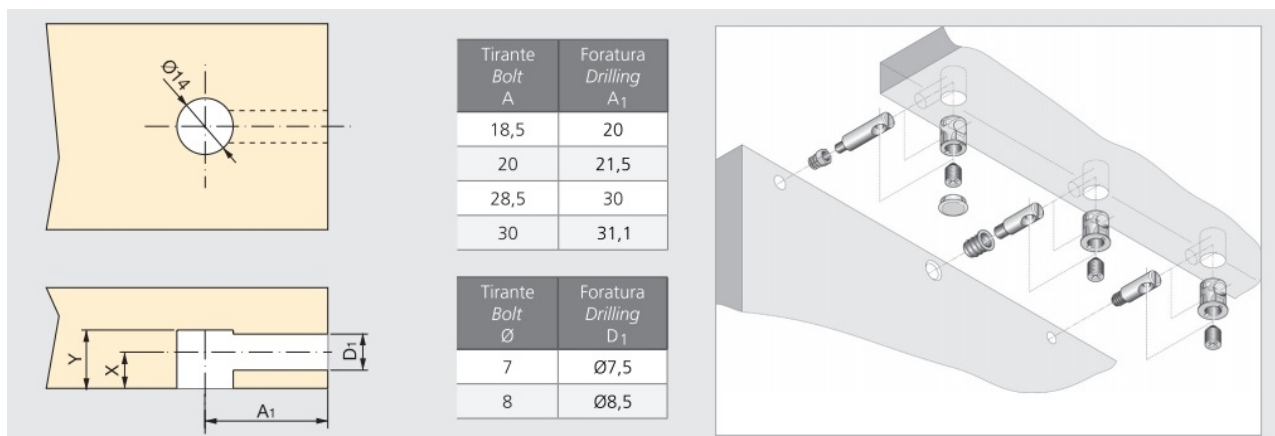 Ø14
Y
X
D1
A1
Tirante Foratura
Bolt Drilling
A A1
18,5 20
20 21,5
28,5 30
30 31,1
Tirante Foratura
Bolt Drilling
Ø D1
7 Ø7,5
8 Ø8,5